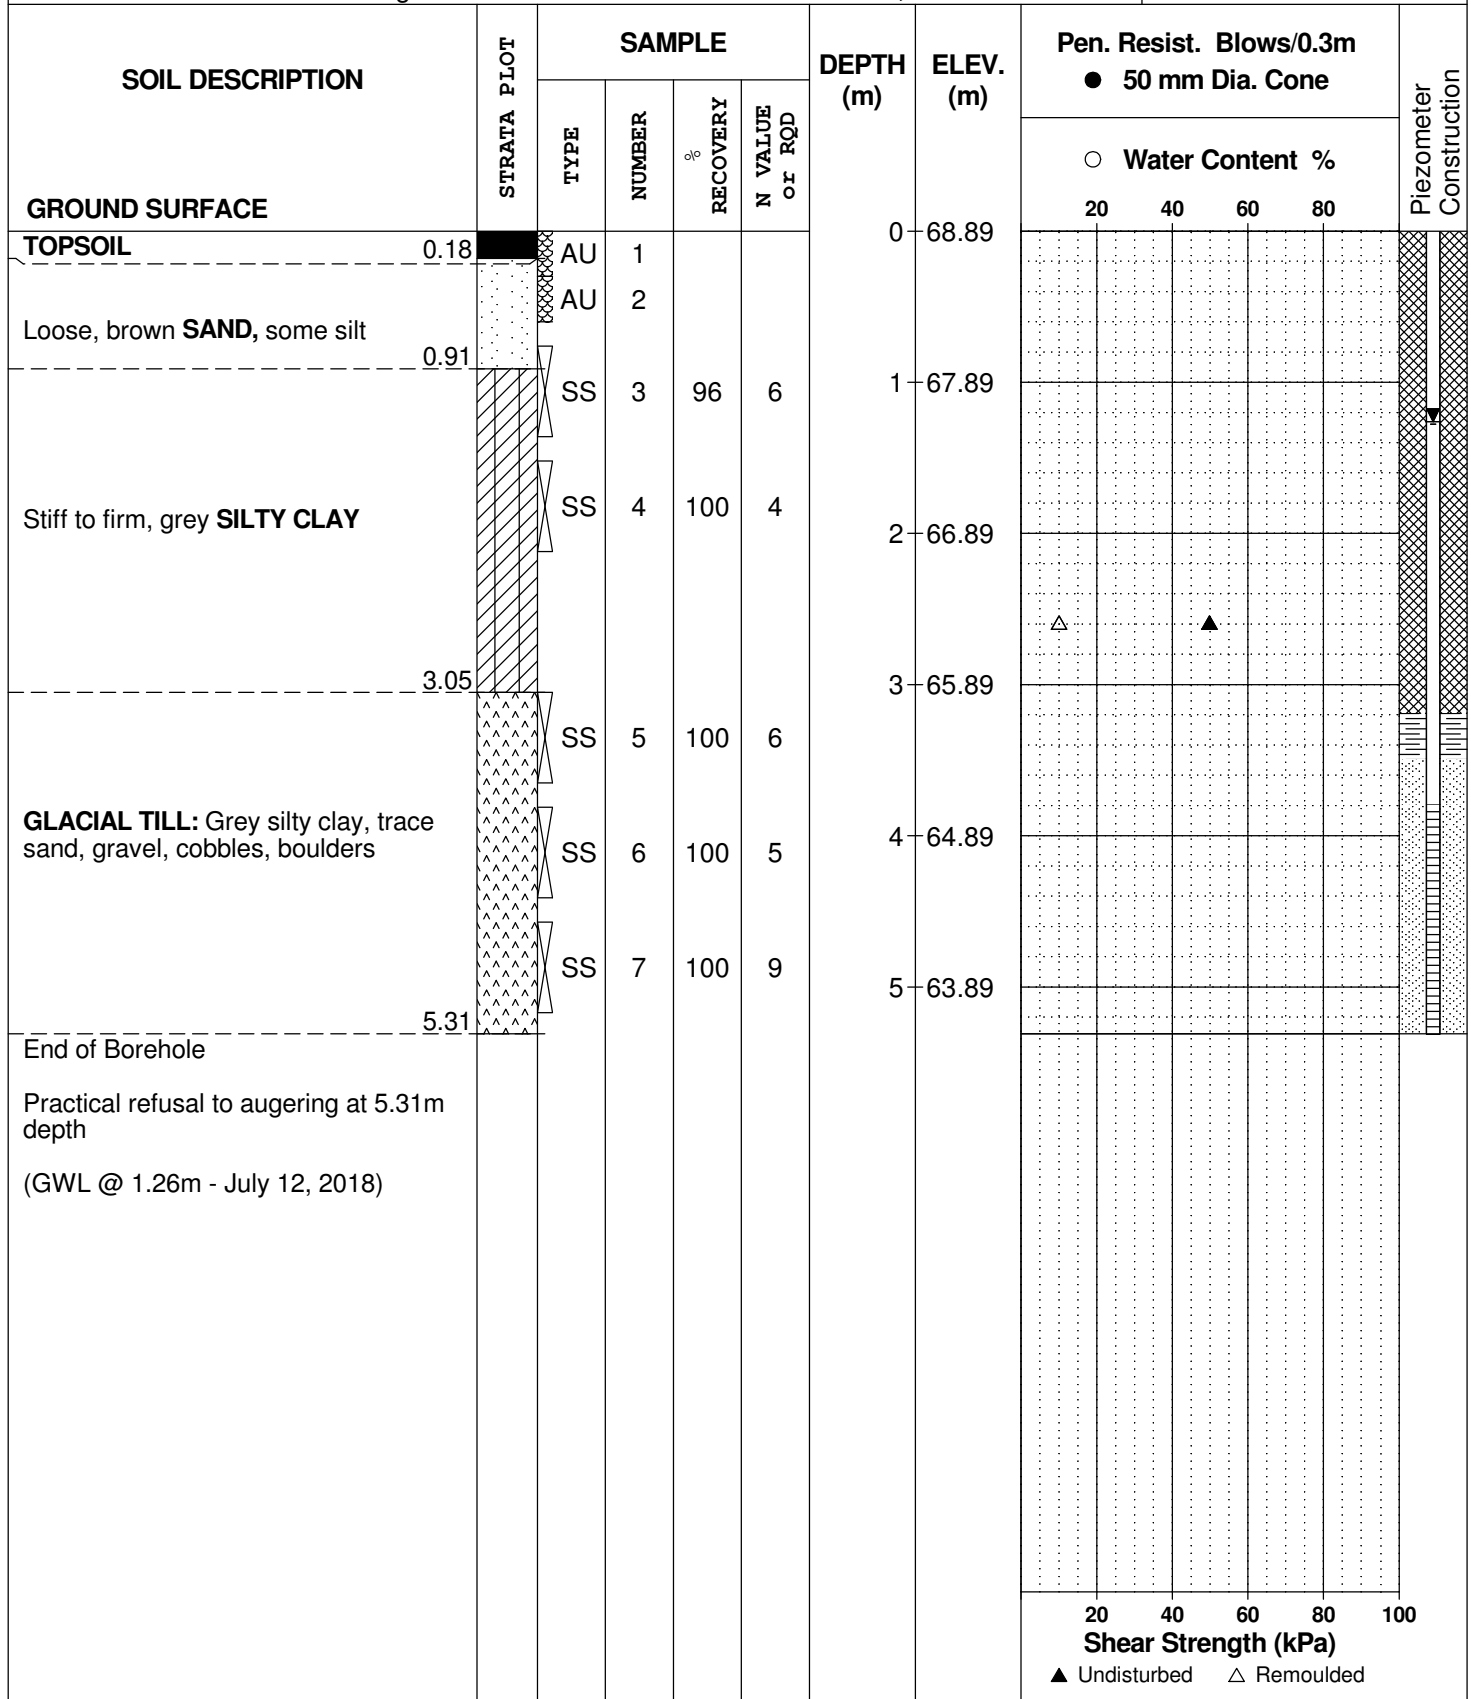 SOIL DESCRIPTION
GROUND SURFACE
STRATA PLOT
SAMPLE
TYPE
NUMBER
% RECOVERY
N VALUE or RQD
DEPTH (m)
ELEV. (m)
Pen. Resist. Blows/0.3m
● 50 mm Dia. Cone
○ Water Content %
20 40 60 80
Piezometer Construction
TOPSOIL 0.18
AU 1
0 68.89
AU 2
Loose, brown SAND, some silt
0.91
SS 3 96 6
1 67.89
SS 4 100 4
Stiff to firm, grey SILTY CLAY
2 66.89
3.05
3 65.89
SS 5 100 6
GLACIAL TILL: Grey silty clay, trace
sand, gravel, cobbles, boulders
4 64.89
SS 6 100 5
SS 7 100 9
5 63.89
5.31
End of Borehole
Practical refusal to augering at 5.31m
depth
(GWL @ 1.26m - July 12, 2018)
20 40 60 80 100
Shear Strength (kPa)
▲ Undisturbed △ Remoulded